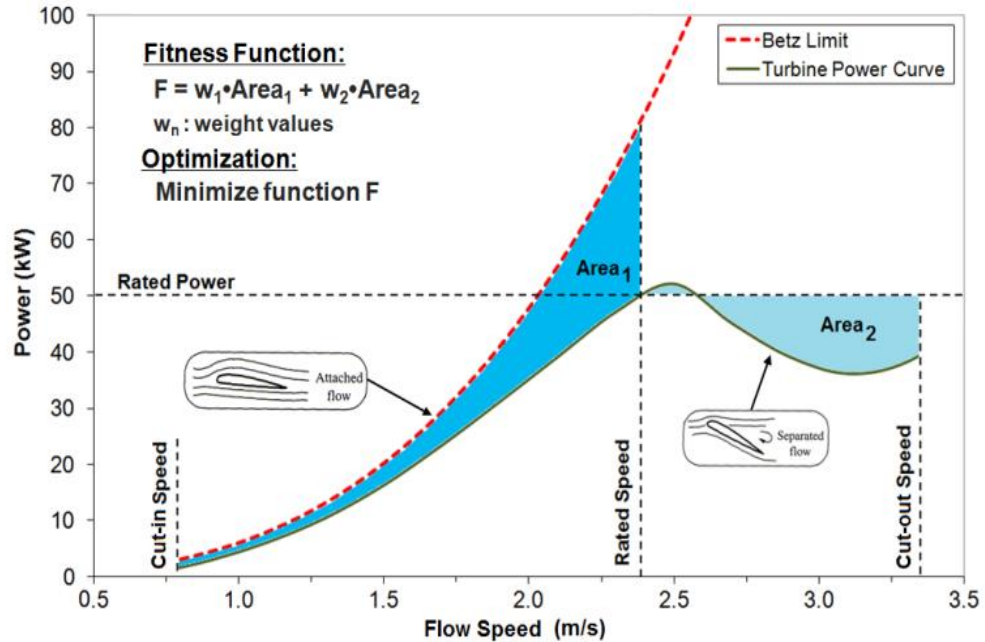 100
90
80
70
60
50
40
30
20
10
0
Power (kW)
Fitness Function:
F = w₁•Area₁ + w₂•Area₂
wₙ : weight values
Optimization:
Minimize function F
Betz Limit
Turbine Power Curve
Rated Power
Area₁
Area₂
Attached
flow
Separated
flow
Cut-in Speed
Rated Speed
Cut-out Speed
0.5 1.0 1.5 2.0 2.5 3.0 3.5
Flow Speed (m/s)